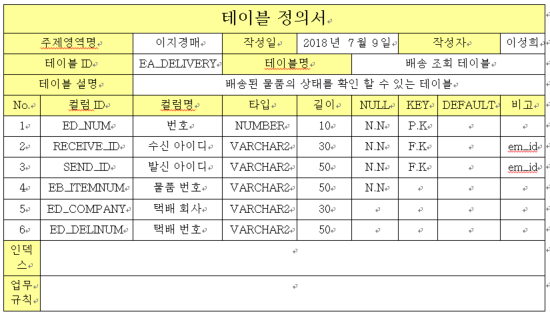 테이블 정의서
주제영역명 이지경매 작성일 2018년 7월 9일 작성자 이성희
테이블 ID EA_DELIVERY 테이블명 배송 조회 테이블
테이블 설명 배송된 물품의 상태를 확인 할 수 있는 테이블
No. 컬럼 ID 컬럼명 타입 길이 NULL KEY DEFAULT 비고
1 ED_NUM 번호 NUMBER 10 N.N P.K
2 RECEIVE_ID 수신 아이디 VARCHAR2 30 N.N F.K em_id
3 SEND_ID 발신 아이디 VARCHAR2 50 N.N F.K em_id
4 EB_ITEMNUM 물품 번호 VARCHAR2 50 N.N
5 ED_COMPANY 택배 회사 VARCHAR2 30
6 ED_DELINUM 택배 번호 VARCHAR2 50
인덱
스
업무
규칙